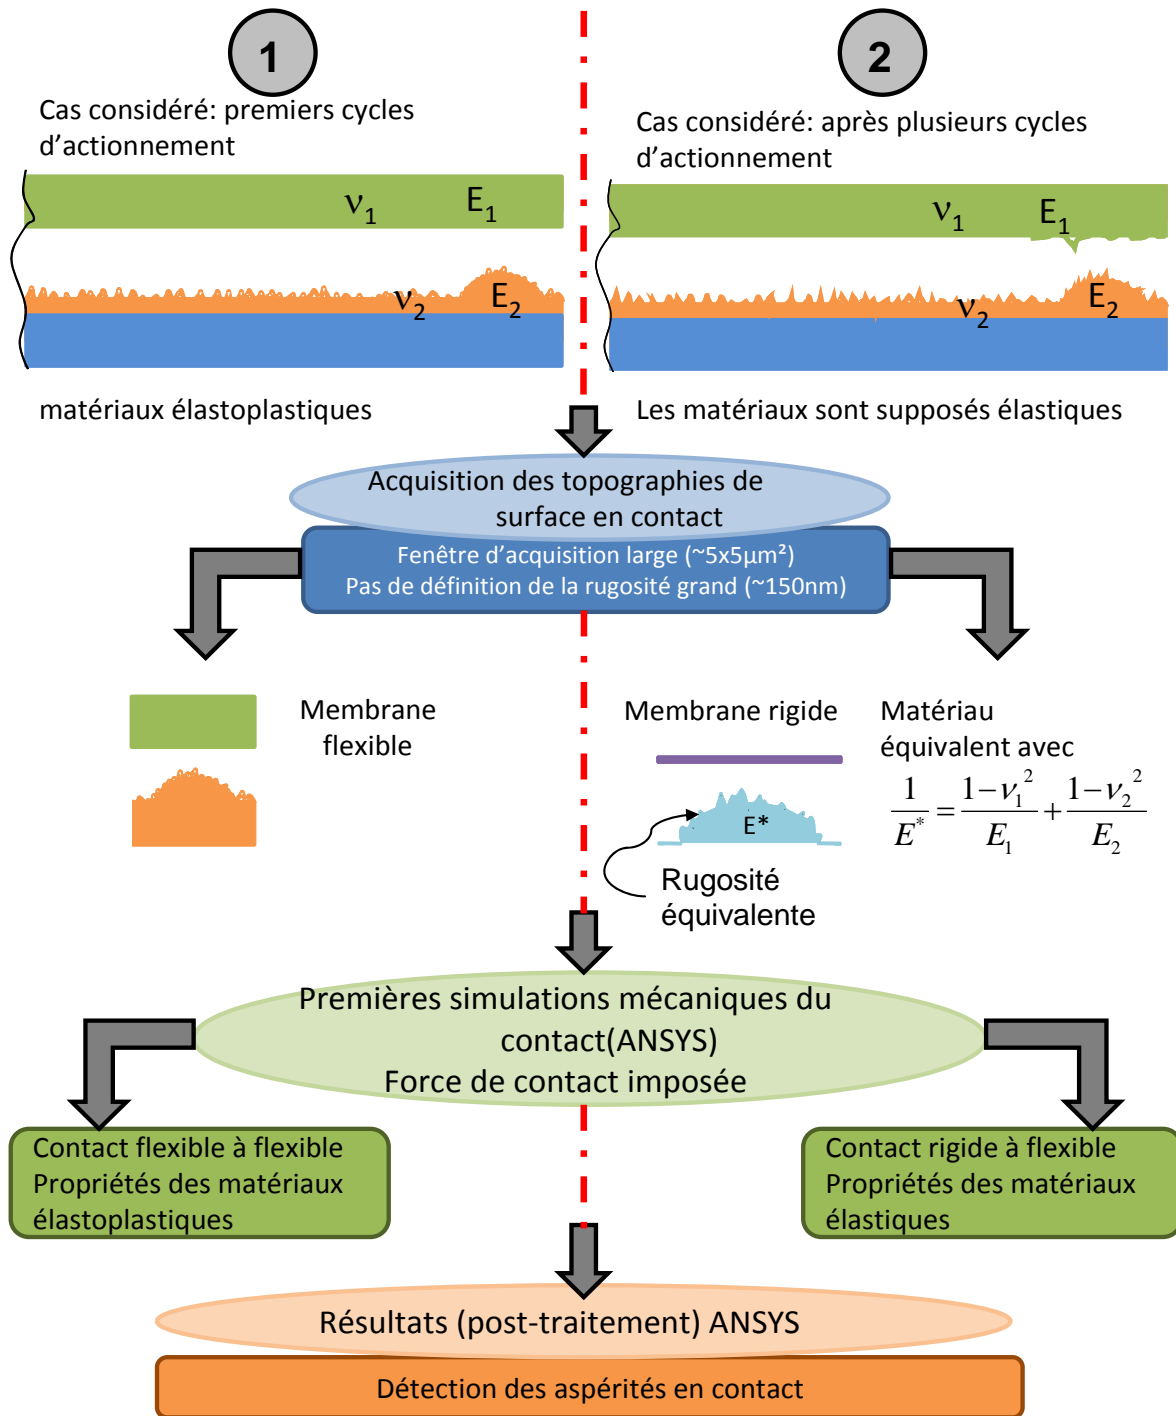 1
Cas considéré: premiers cycles
d'actionnement
ν1 E1
ν2 E2
matériaux élastoplastiques
2
Cas considéré: après plusieurs cycles
d'actionnement
ν1 E1
ν2 E2
Les matériaux sont supposés élastiques
Acquisition des topographies de
surface en contact
Fenêtre d'acquisition large (~5x5µm²)
Pas de définition de la rugosité grand (~150nm)
Membrane
flexible
Membrane rigide
E*
Rugosité
équivalente
Matériau
équivalent avec
1/E* = (1−ν1²)/E1 + (1−ν2²)/E2
Premières simulations mécaniques du
contact(ANSYS)
Force de contact imposée
Contact flexible à flexible
Propriétés des matériaux
élastoplastiques
Contact rigide à flexible
Propriétés des matériaux
élastiques
Résultats (post-traitement) ANSYS
Détection des aspérités en contact